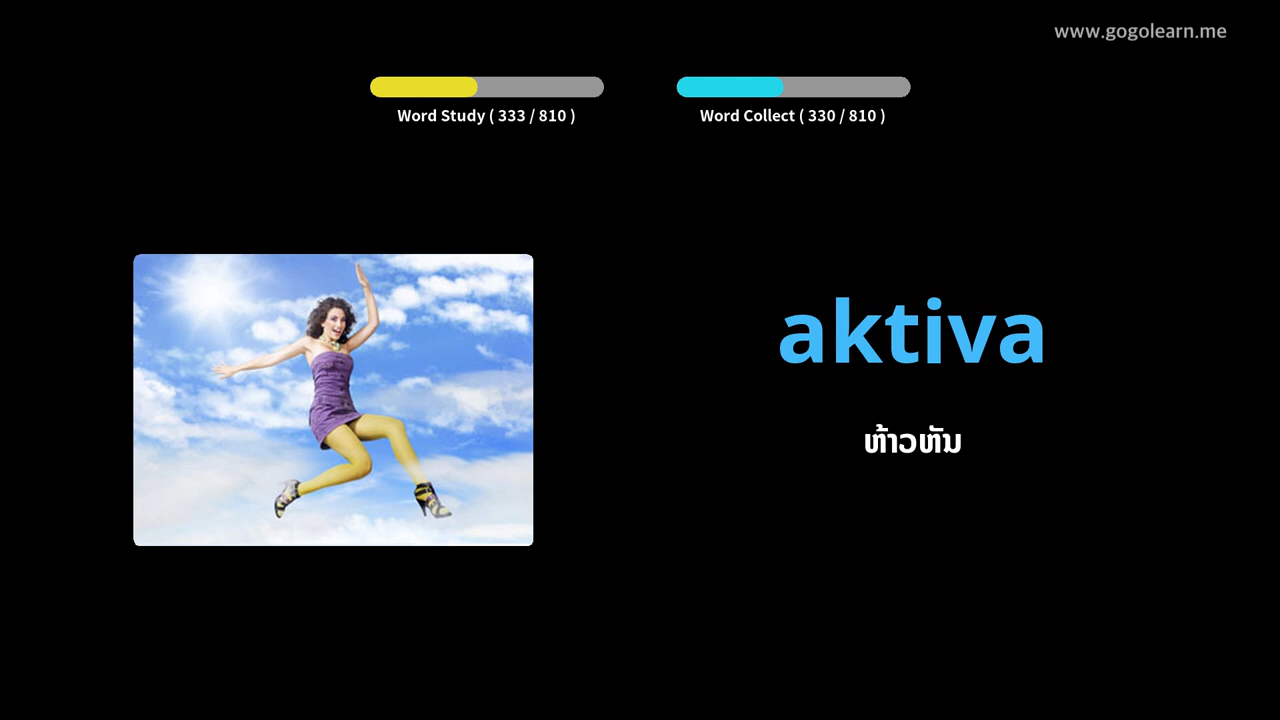 www.gogolearn.me
Word Study ( 333 / 810 )
Word Collect ( 330 / 810 )
aktiva
ຫ້າວຫັນ